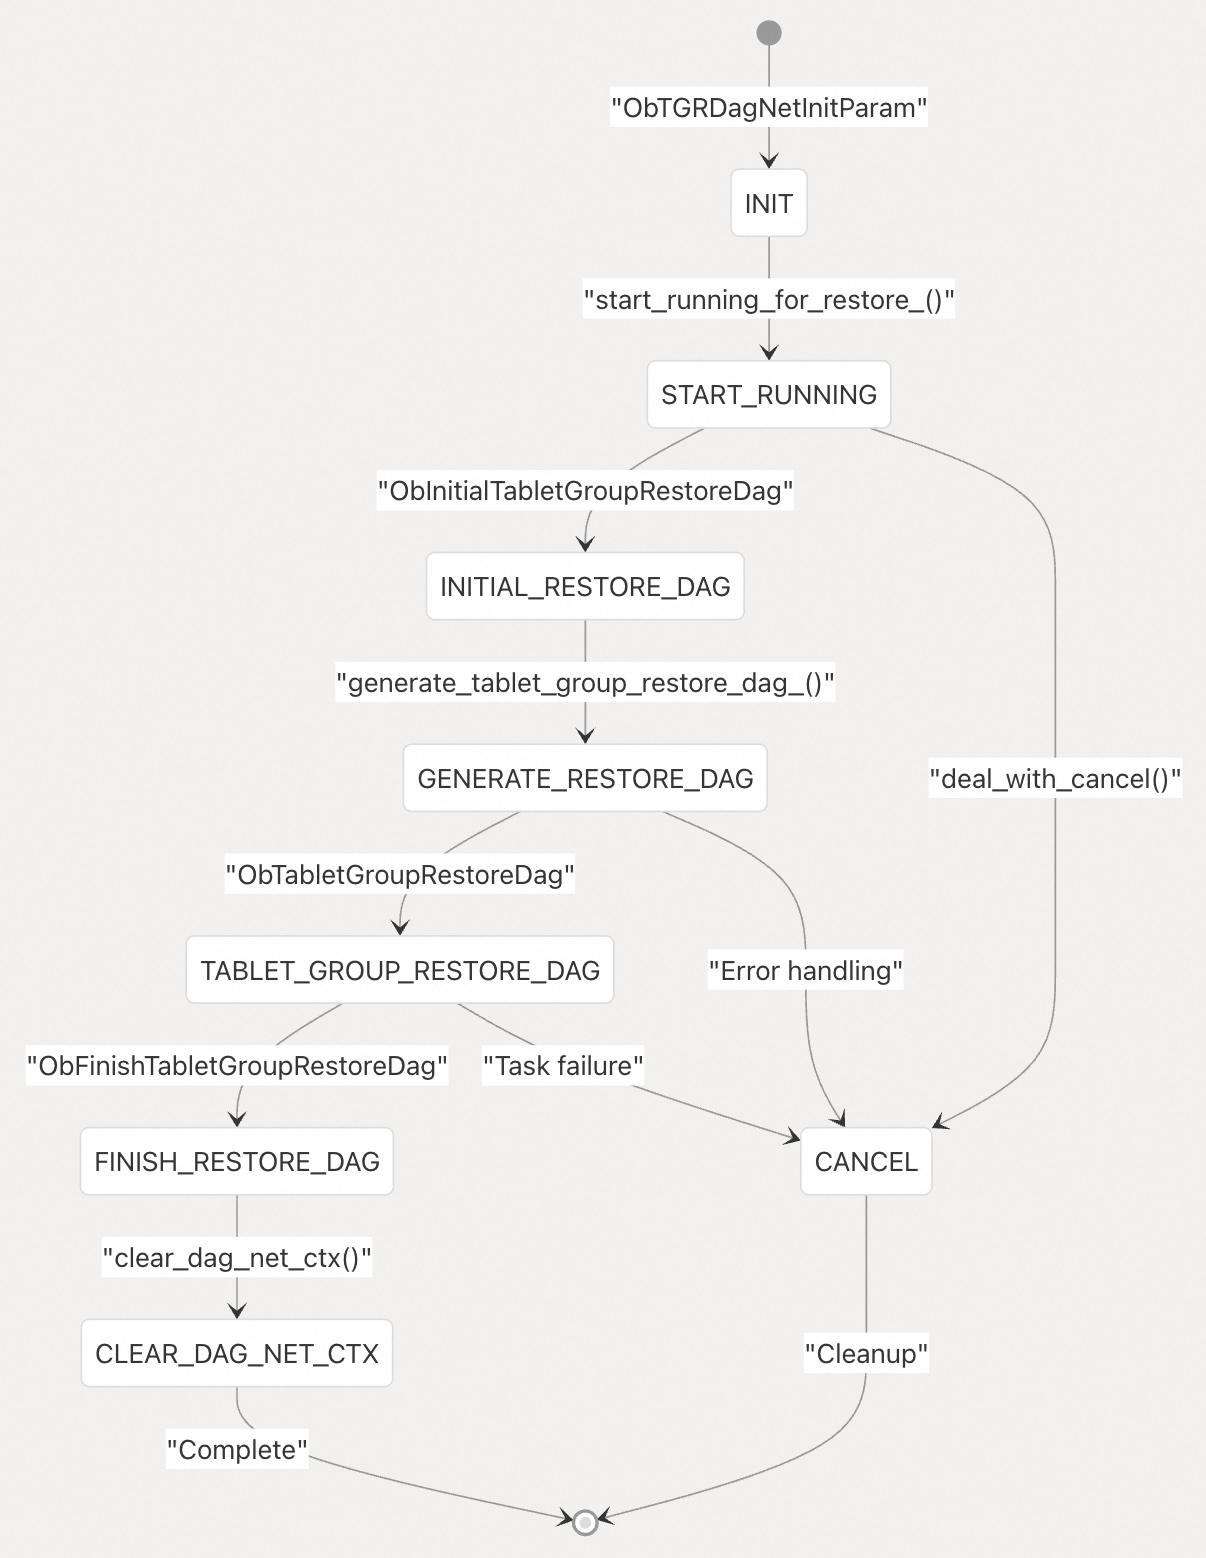 "ObTGRDagNetInitParam"
INIT
"start_running_for_restore_()"
START_RUNNING
"ObInitialTabletGroupRestoreDag"
INITIAL_RESTORE_DAG
"generate_tablet_group_restore_dag_()"
GENERATE_RESTORE_DAG
"deal_with_cancel()"
"ObTabletGroupRestoreDag"
TABLET_GROUP_RESTORE_DAG
"Error handling"
"ObFinishTabletGroupRestoreDag"
"Task failure"
FINISH_RESTORE_DAG
CANCEL
"clear_dag_net_ctx()"
CLEAR_DAG_NET_CTX
"Cleanup"
"Complete"